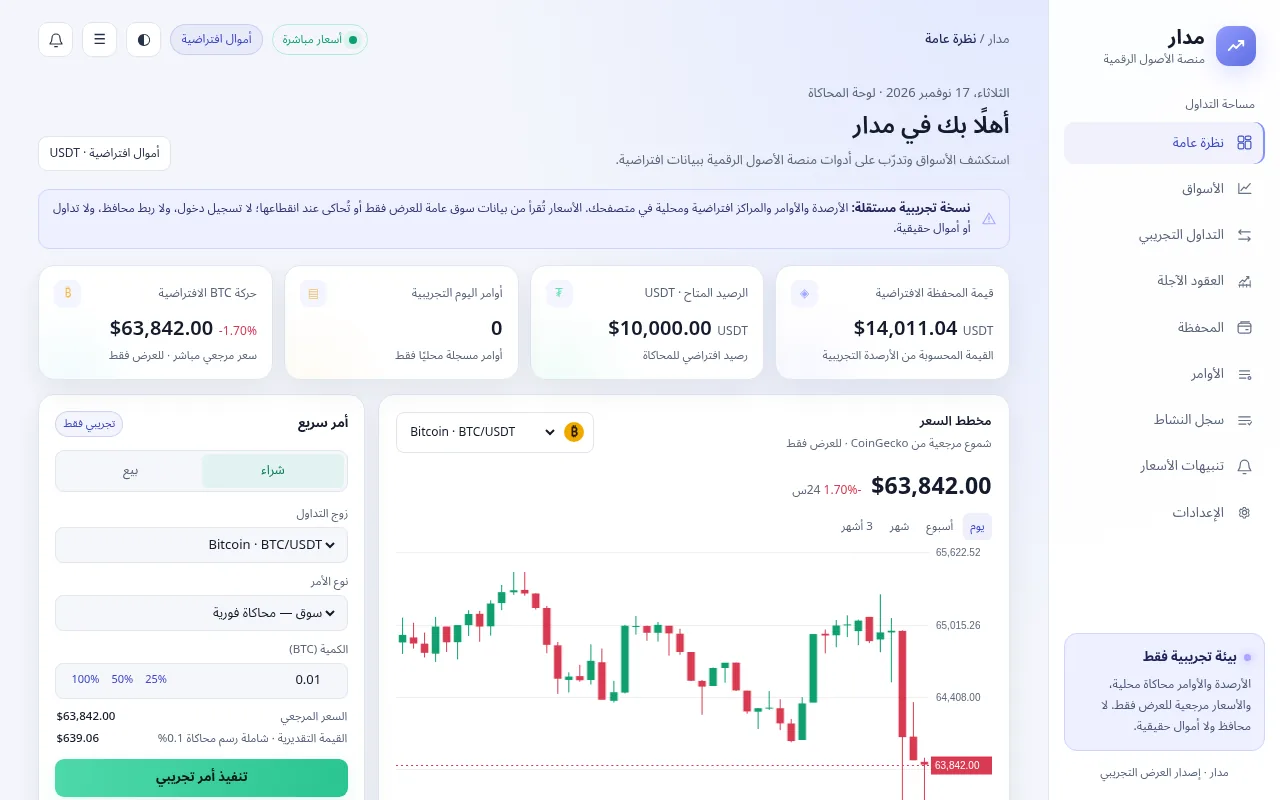 مدار
منصة الأصول الرقمية
مساحة التداول
نظرة عامة
الأسواق
التداول التجريبي
العقود الآجلة
المحفظة
الأوامر
سجل النشاط
تنبيهات الأسعار
الإعدادات
بيئة تجريبية فقط
الأرصدة والأوامر محاكاة محلية،
والأسعار مرجعية للعرض فقط. لا
محافظ ولا أموال حقيقية.
مدار · إصدار العرض التجريبي
مدار / نظرة عامة
أسعار مباشرة
أموال افتراضية
الثلاثاء، 17 نوفمبر 2026 · لوحة المحاكاة
أهلًا بك في مدار
استكشف الأسواق وتدرّب على أدوات منصة الأصول الرقمية ببيانات افتراضية.
أموال افتراضية · USDT
نسخة تجريبية مستقلة: الأرصدة والأوامر والمراكز افتراضية ومحلية في متصفحك. الأسعار تُقرأ من بيانات سوق عامة للعرض فقط أو تُحاكى عند انقطاعها؛ لا تسجيل دخول، ولا ربط محافظ، ولا تداول
أو أموال حقيقية.
قيمة المحفظة الافتراضية
$14,011.04 USDT
القيمة المحسوبة من الأرصدة التجريبية
الرصيد المتاح · USDT
$10,000.00 USDT
رصيد افتراضي للمحاكاة
أوامر اليوم التجريبية
0
أوامر مسجلة محليًا فقط
حركة BTC الافتراضية
$63,842.00 -1.70%
سعر مرجعي مباشر · للعرض فقط
مخطط السعر
شموع مرجعية من CoinGecko · للعرض فقط
Bitcoin · BTC/USDT
$63,842.00 -1.70% 24س
يوم
أسبوع
شهر
3 أشهر
65,622.52
65,015.26
64,408.00
63,842.00
أمر سريع
تجريبي فقط
شراء
بيع
زوج التداول
Bitcoin · BTC/USDT
نوع الأمر
سوق — محاكاة فورية
الكمية (BTC)
0.01
25% 50% 100%
السعر المرجعي
$63,842.00
القيمة التقديرية · شاملة رسم محاكاة 0.1%
$639.06
تنفيذ أمر تجريبي